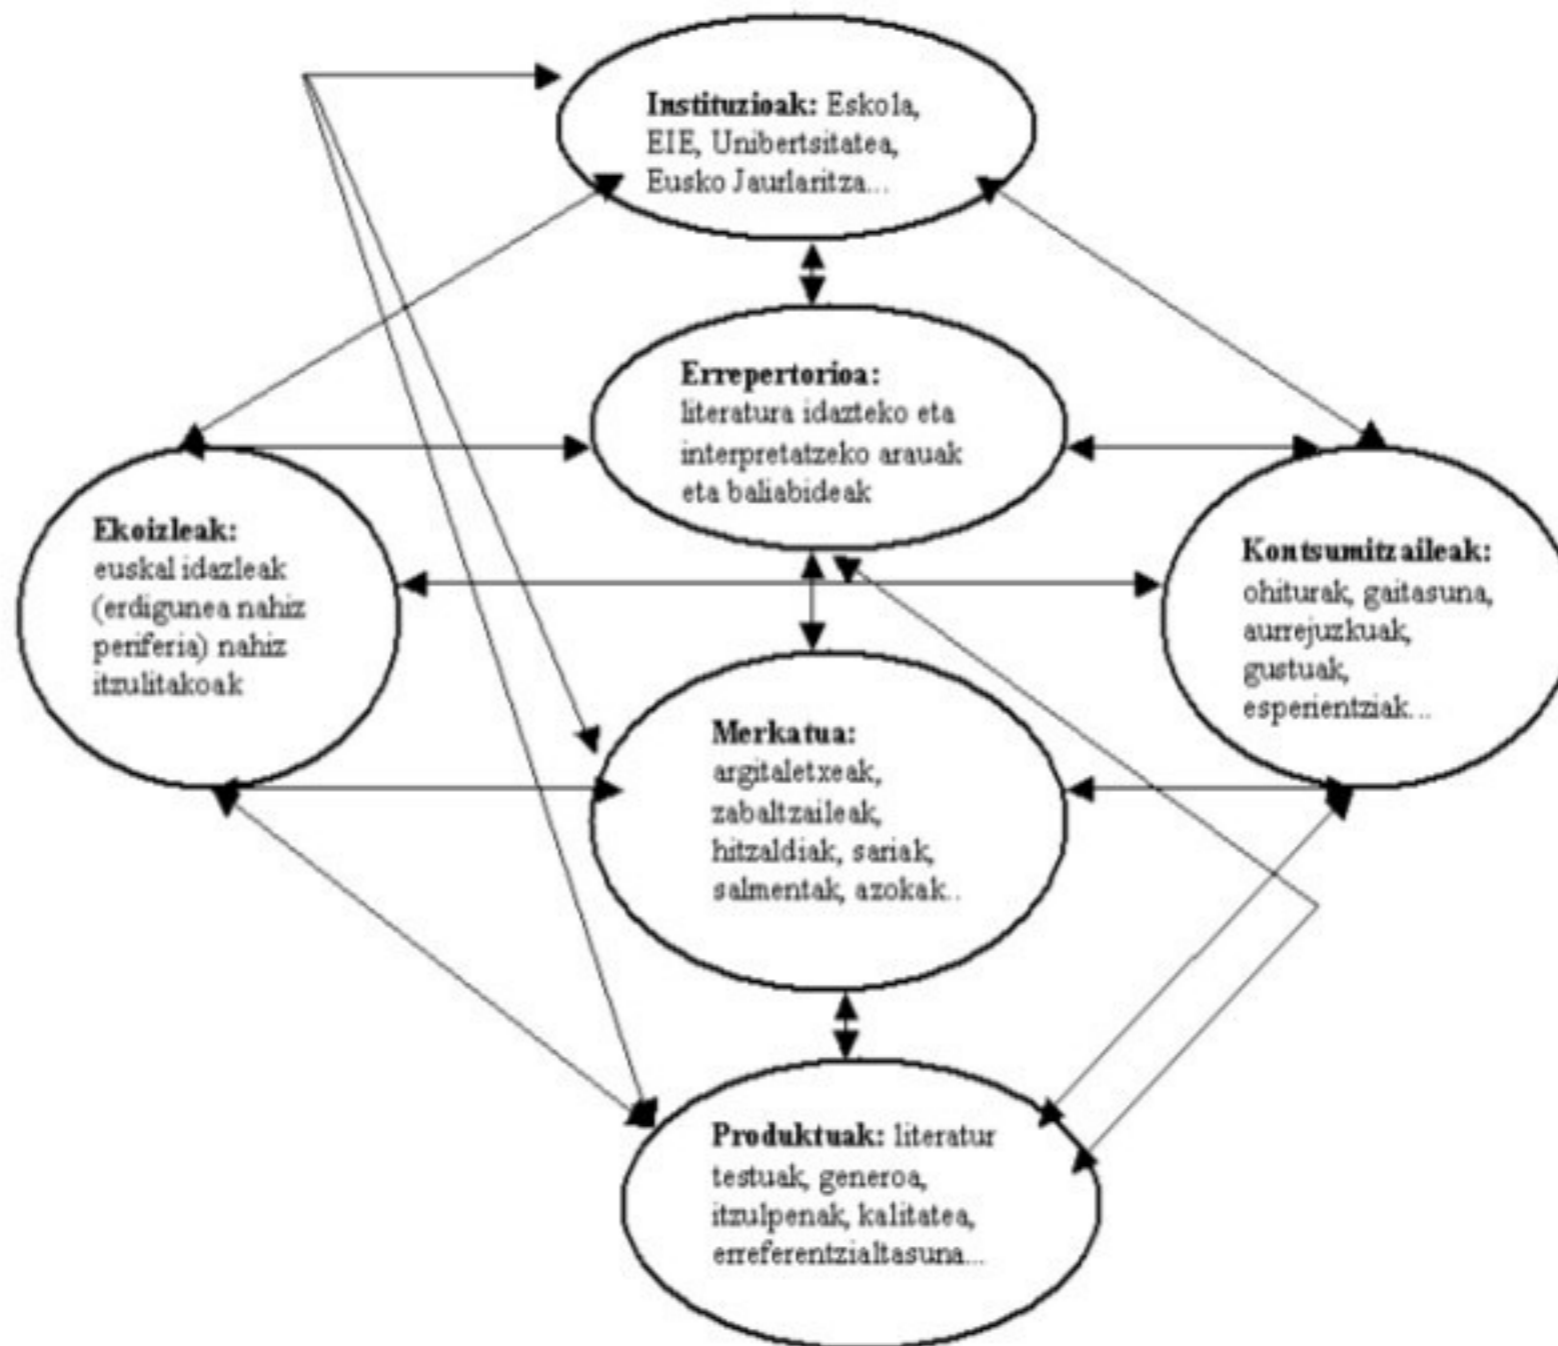 Instituzioak: Eskola,
EIE, Unibertsitatea,
Eusko Jaurlaritza...
Errepertorioa:
literatura idazteko eta
interpretatzeko arauak
eta baliabideak
Ekoizleak:
euskal idazleak
(erdigunea nahiz
periferia) nahiz
itzulitakoak
Kontsumitzaileak:
ohiturak, gaitasuna,
aurrejuzkuak,
gustuak,
esperientziak...
Merkatua:
argitaletxeak,
zabaltzaileak,
hitzaldiak, sariak,
salmentak, azokak..
Produktuak: literatur
testuak, generoa,
itzulpenak, kalitatea,
erreferentzialtasuna...